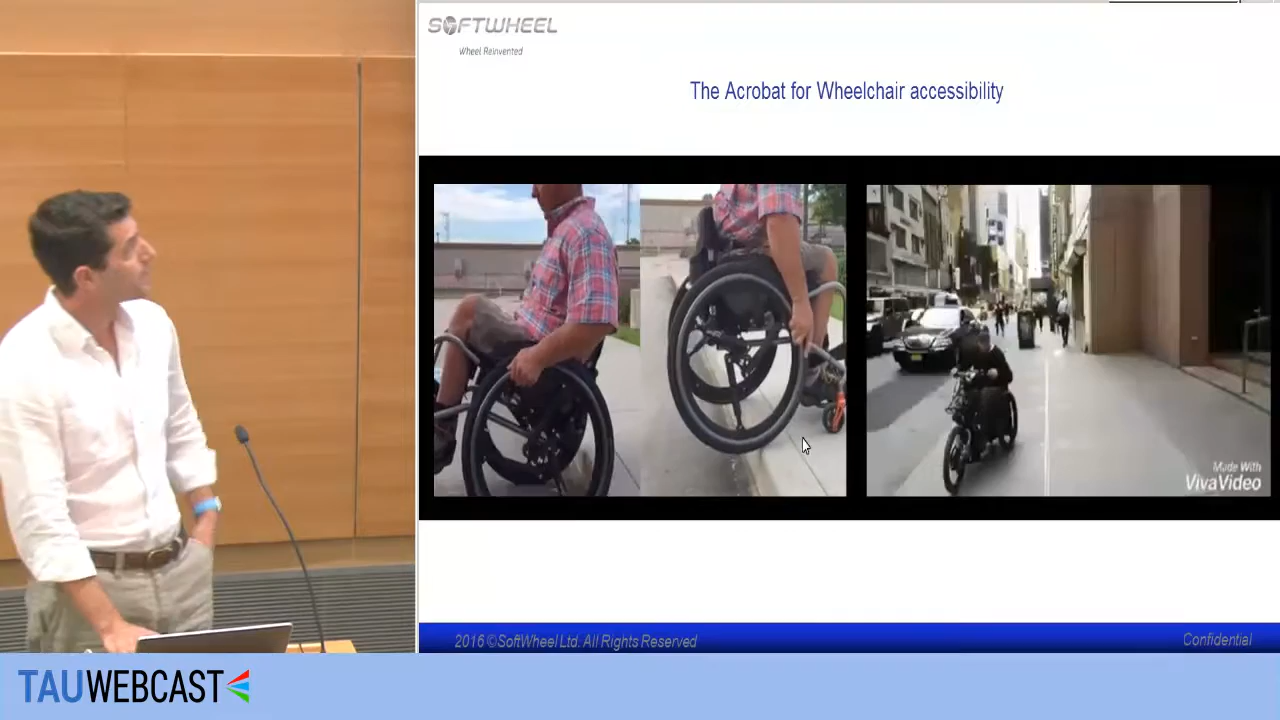 SOFTWHEEL
Wheel Reinvented
The Acrobat for Wheelchair accessibility
Made With
VivaVideo
2016 ©SoftWheel Ltd. All Rights Reserved
Confidential
TAUWEBCAST